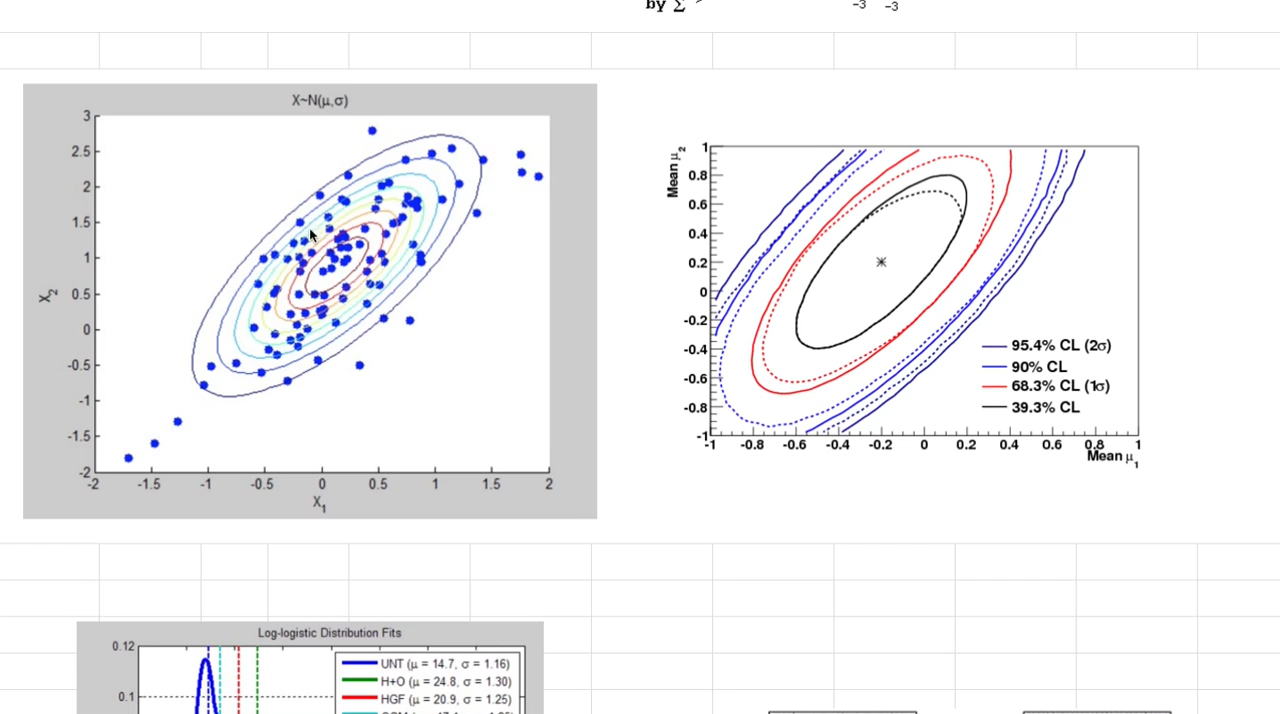 by Σ
-3 -3
X~N(μ,σ)
3
2.5
2
1.5
1
0.5
0
-0.5
-1
-1.5
-2
X2
-2 -1.5 -1 -0.5 0 0.5 1 1.5 2
X1
Mean μ2
1
0.8
0.6
0.4
0.2
0
-0.2
-0.4
-0.6
-0.8
-1
95.4% CL (2σ)
90% CL
68.3% CL (1σ)
39.3% CL
-1 -0.8 -0.6 -0.4 -0.2 0 0.2 0.4 0.6 0.8 1
Mean μ1
Log-logistic Distribution Fits
0.12
0.1
UNT (μ = 14.7, σ = 1.16)
H+O (μ = 24.8, σ = 1.30)
HGF (μ = 20.9, σ = 1.25)